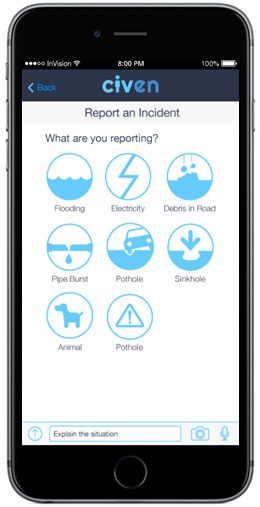 InVision 8:00 PM 100%
Back civen
Report an Incident
What are you reporting?
Flooding Electricity Debris in Road
Pipe Burst Pothole Sinkhole
Animal Pothole
Explain the situation